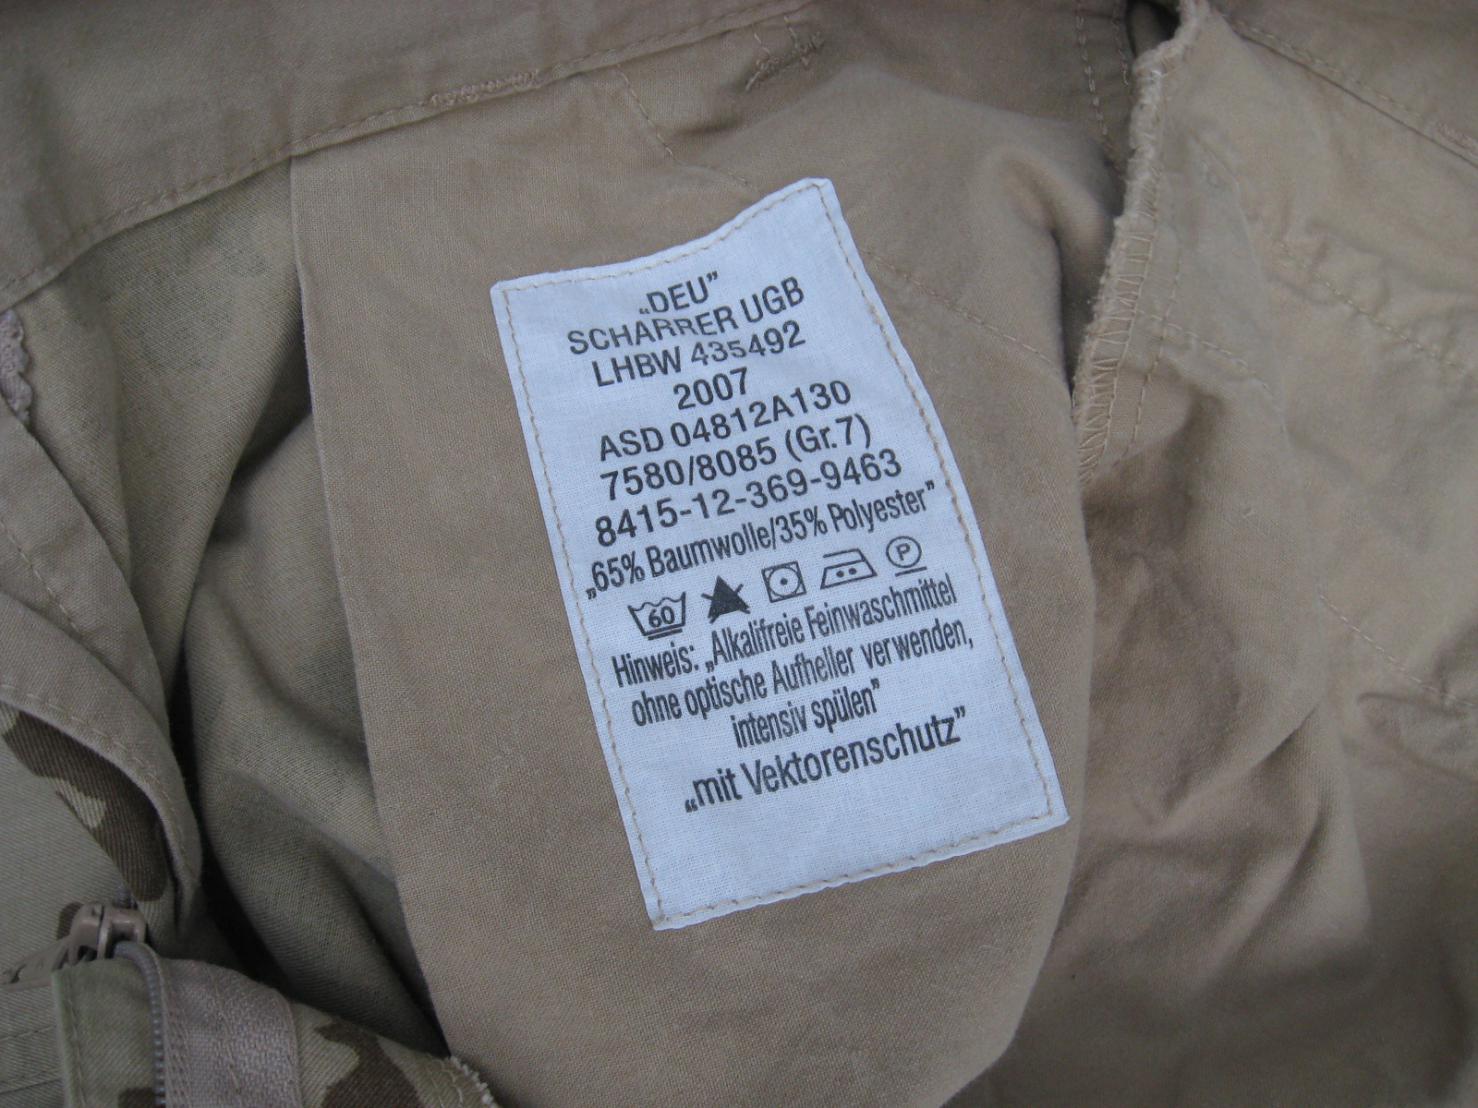 „DEU”
SCHARRER UGB
LHBW 435492
2007
ASD 04812A130
7580/8085 (Gr.7)
8415-12-369-9463
„65% Baumwolle/35% Polyester”
60 P
Hinweis: „Alkalifreie Feinwaschmittel
ohne optische Aufheller verwenden,
intensiv spülen”
„mit Vektorenschutz”